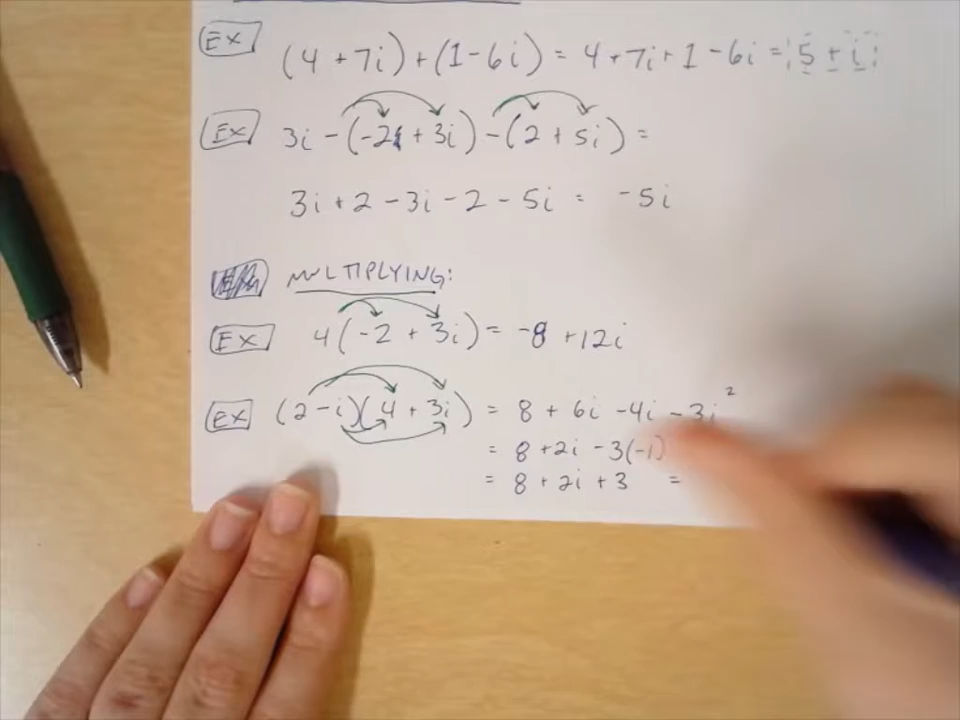 EX (4 + 7i) + (1 - 6i) = 4 + 7i + 1 - 6i = 5 + i
EX 3i - (-2 + 3i) - (2 + 5i) =
3i + 2 - 3i - 2 - 5i = -5i
MULTIPLYING:
EX 4(-2 + 3i) = -8 + 12i
EX (2 - i)(4 + 3i) = 8 + 6i - 4i - 3i²
= 8 + 2i - 3(-1)
= 8 + 2i + 3 =